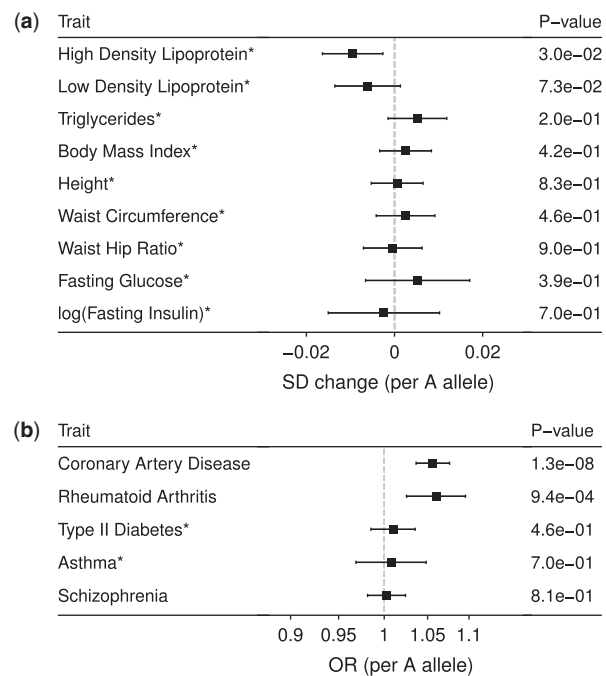 (a) Trait P−value
High Density Lipoprotein* 3.0e−02
Low Density Lipoprotein* 7.3e−02
Triglycerides* 2.0e−01
Body Mass Index* 4.2e−01
Height* 8.3e−01
Waist Circumference* 4.6e−01
Waist Hip Ratio* 9.0e−01
Fasting Glucose* 3.9e−01
log(Fasting Insulin)* 7.0e−01
−0.02 0 0.02
SD change (per A allele)
(b) Trait P−value
Coronary Artery Disease 1.3e−08
Rheumatoid Arthritis 9.4e−04
Type II Diabetes* 4.6e−01
Asthma* 7.0e−01
Schizophrenia 8.1e−01
0.9 0.95 1 1.05 1.1
OR (per A allele)